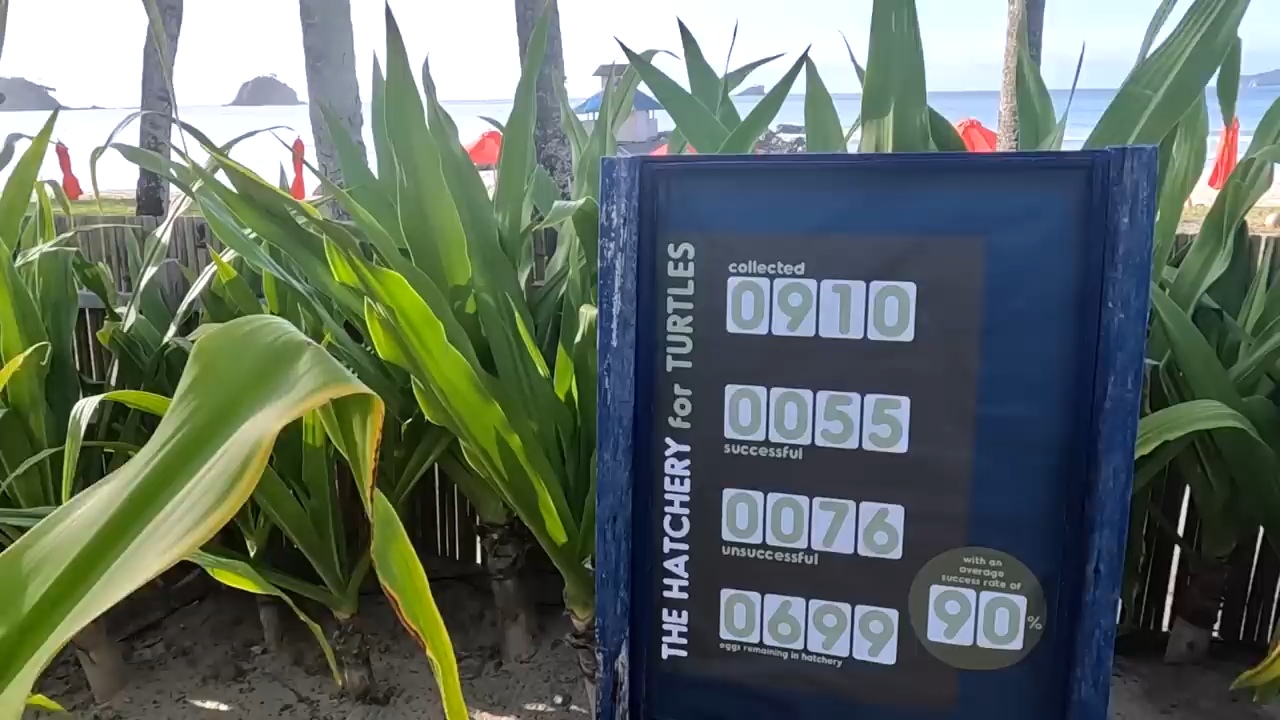 THE HATCHERY for TURTLES
collected
0910
0055
successful
0076
unsuccessful
0699
eggs remaining in hatchery
with an
average
success rate of
90%